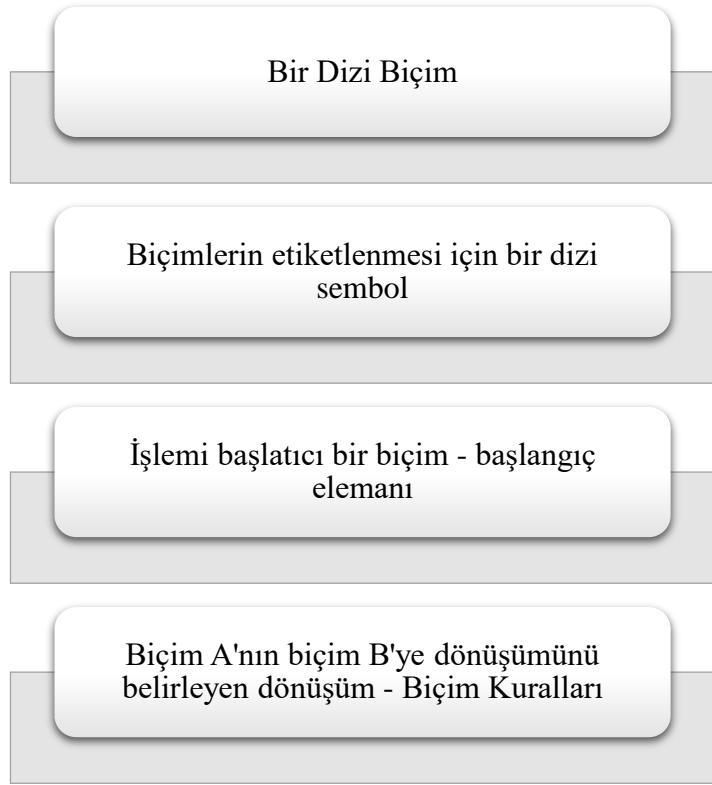 Bir Dizi Biçim
Biçimlerin etiketlenmesi için bir dizi
sembol
İşlemi başlatıcı bir biçim - başlangıç
elemanı
Biçim A'nın biçim B'ye dönüşümünü
belirleyen dönüşüm - Biçim Kuralları